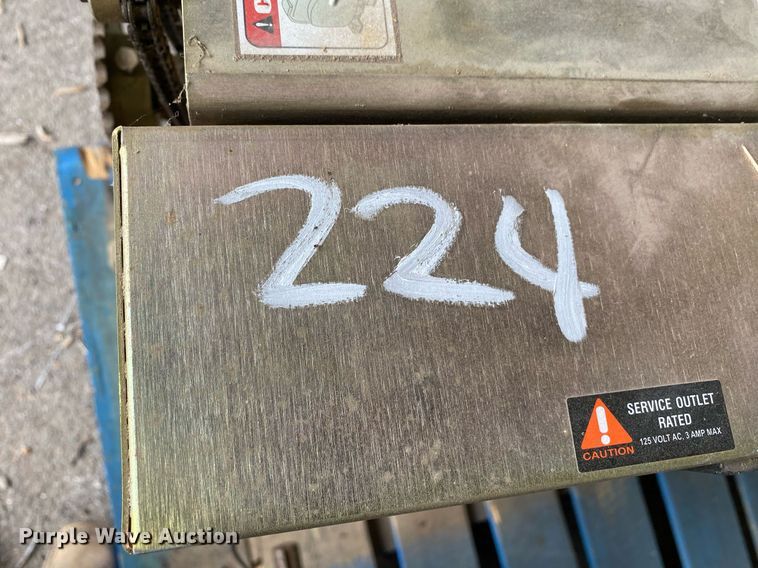 C
224
SERVICE OUTLET
RATED
125 VOLT AC, 3 AMP MAX
CAUTION
Purple Wave Auction